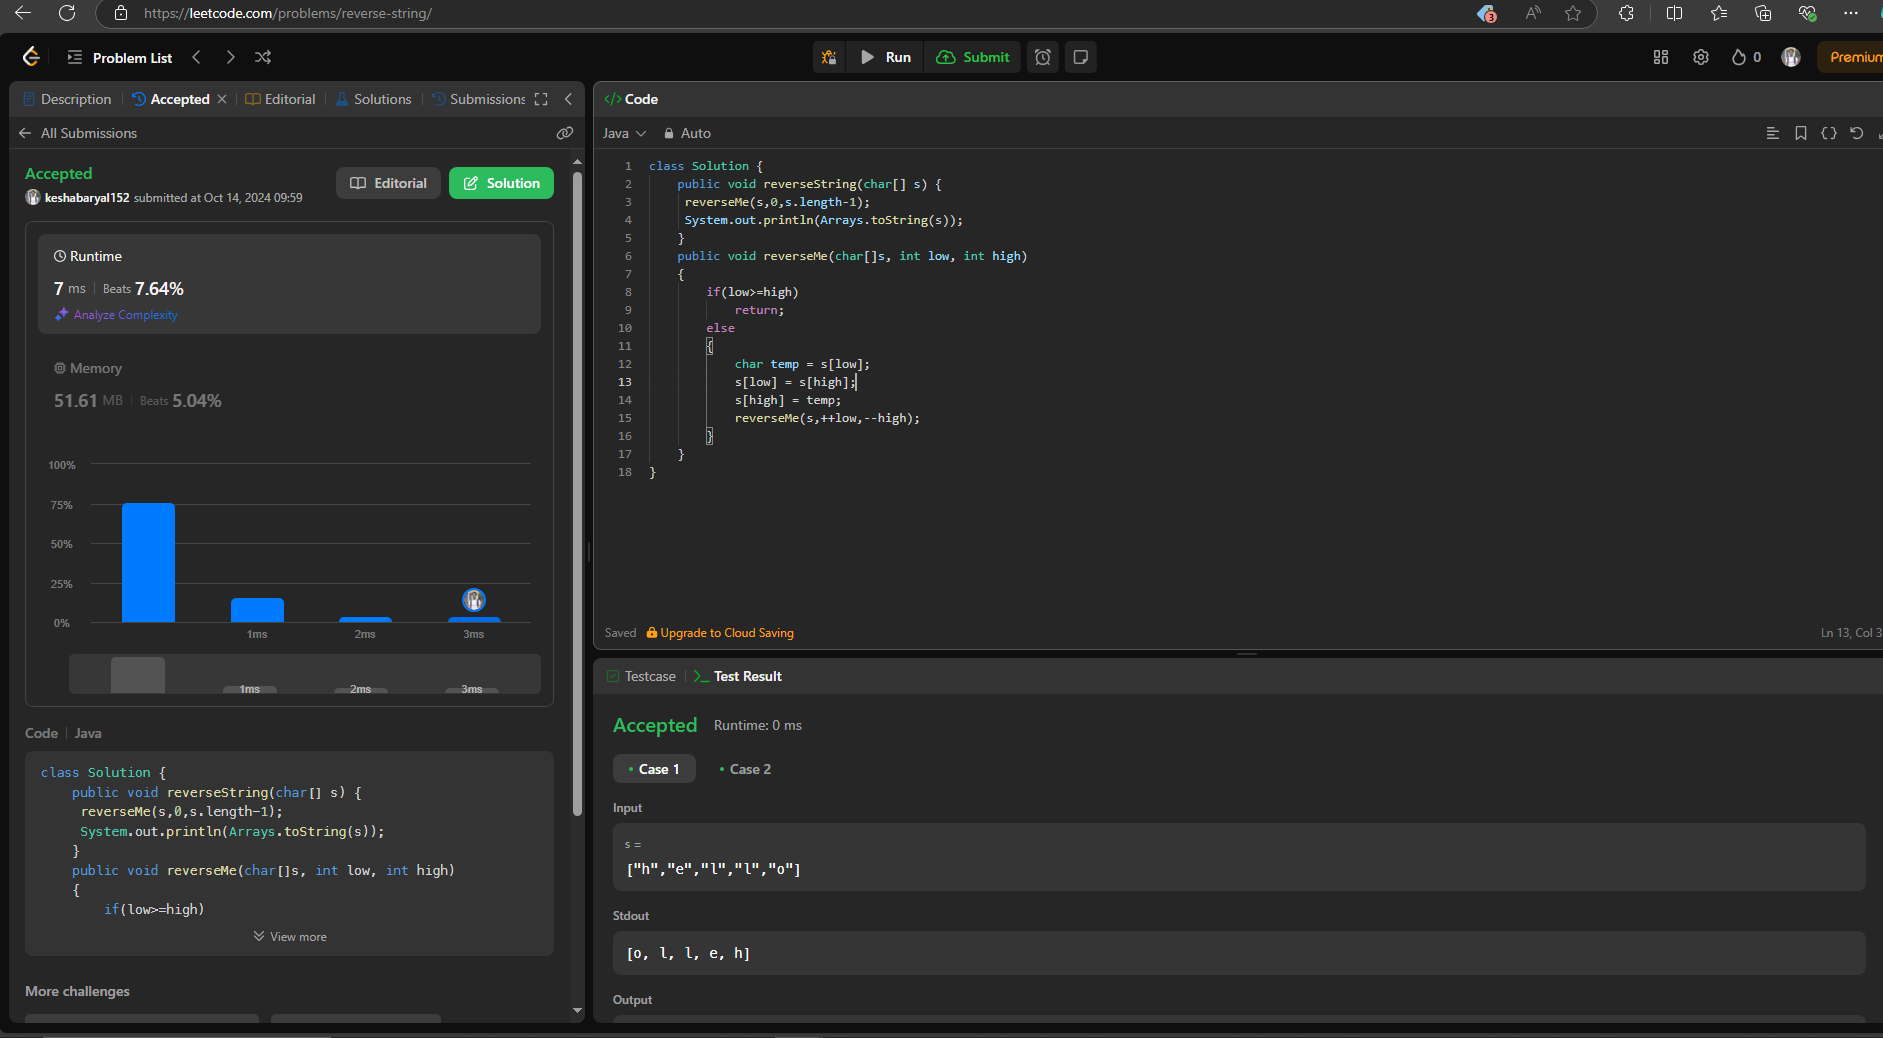 https://leetcode.com/problems/reverse-string/
3
Problem List
Run
Submit
0
Premium
Description
Accepted
Editorial
Solutions
Submissions
All Submissions
Accepted
keshabaryal152 submitted at Oct 14, 2024 09:59
Editorial
Solution
Runtime
7 ms | Beats 7.64%
Analyze Complexity
Memory
51.61 MB | Beats 5.04%
100%
75%
50%
25%
0%
1ms 2ms 3ms
1ms 2ms 3ms
Code | Java
class Solution {
public void reverseString(char[] s) {
reverseMe(s,0,s.length-1);
System.out.println(Arrays.toString(s));
}
public void reverseMe(char[]s, int low, int high)
{
if(low>=high)
View more
More challenges
</> Code
Java
Auto
1 class Solution {
2 public void reverseString(char[] s) {
3 reverseMe(s,0,s.length-1);
4 System.out.println(Arrays.toString(s));
5 }
6 public void reverseMe(char[]s, int low, int high)
7 {
8 if(low>=high)
9 return;
10 else
11 {
12 char temp = s[low];
13 s[low] = s[high];
14 s[high] = temp;
15 reverseMe(s,++low,--high);
16 }
17 }
18 }
Saved
Upgrade to Cloud Saving
Ln 13, Col 3
Testcase
Test Result
Accepted
Runtime: 0 ms
• Case 1
• Case 2
Input
s =
["h","e","l","l","o"]
Stdout
[o, l, l, e, h]
Output